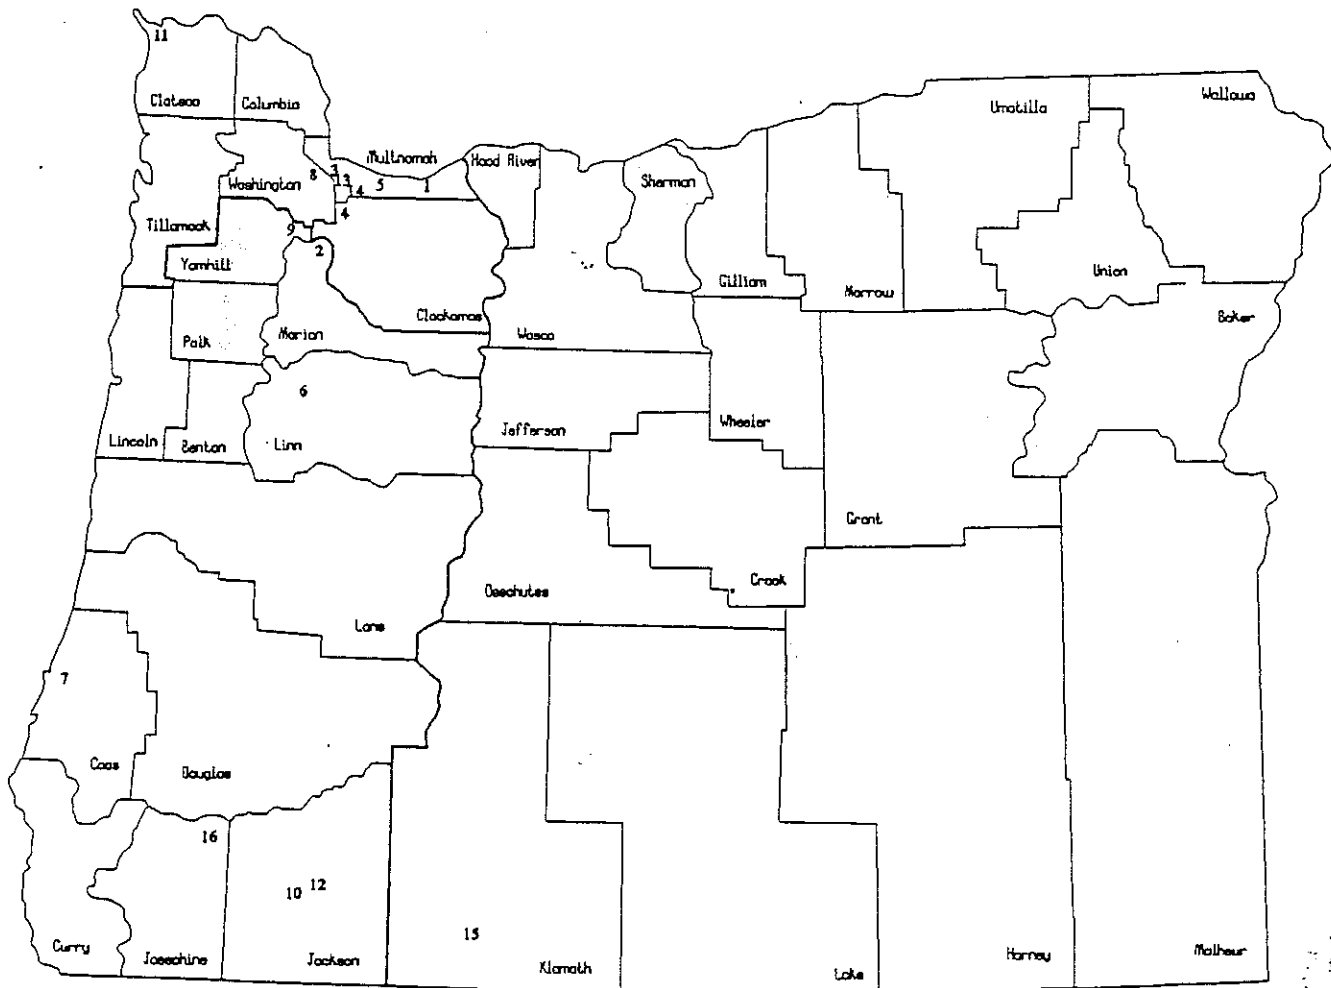 11
Clatsop
Columbia
Umatilla
Wallowa
Multnomah
Hood River
3
8
13
5
1
Washington
4
Sherman
4
Tillamook
9
2
Yamhill
Gilliam
Morrow
Union
Clackamas
Baker
Polk
Marion
Wasco
6
Jefferson
Wheeler
Lincoln
Benton
Linn
Grant
Crook
Deschutes
Lane
7
Coos
Douglas
16
10
12
15
Curry
Josephine
Jackson
Klamath
Lake
Harney
Malheur